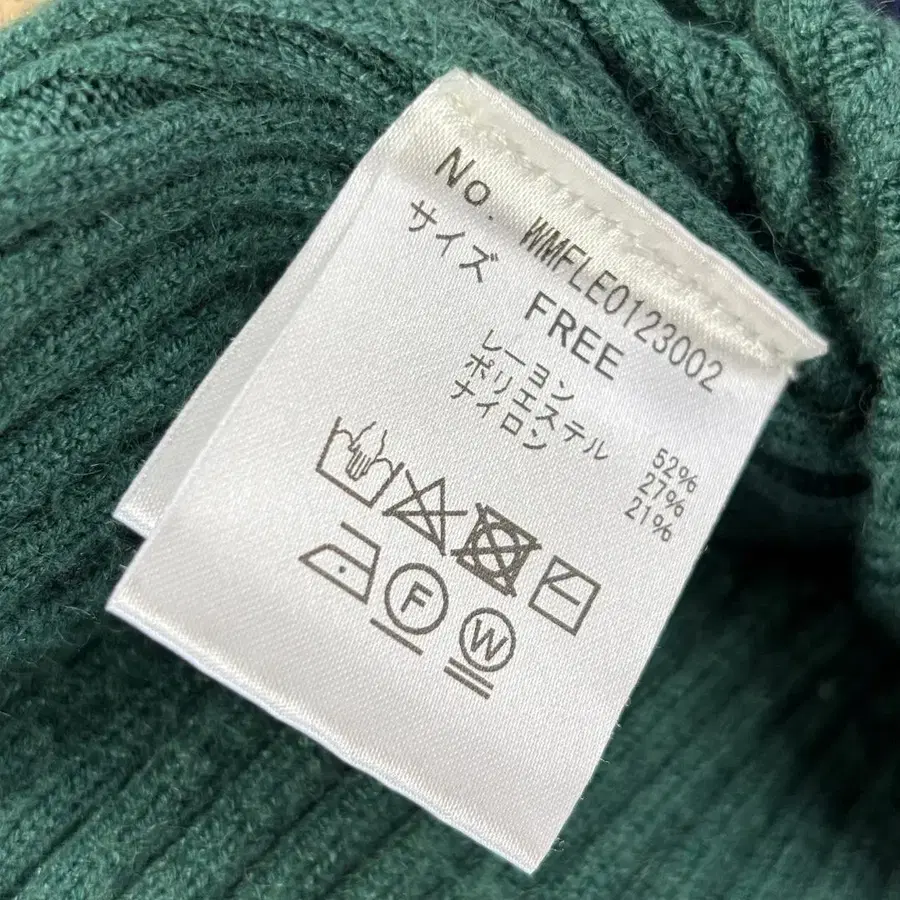 No. WMFLE0123002
サイズ FREE
レーヨン 52%
ポリエステル 27%
ナイロン 21%
F
W